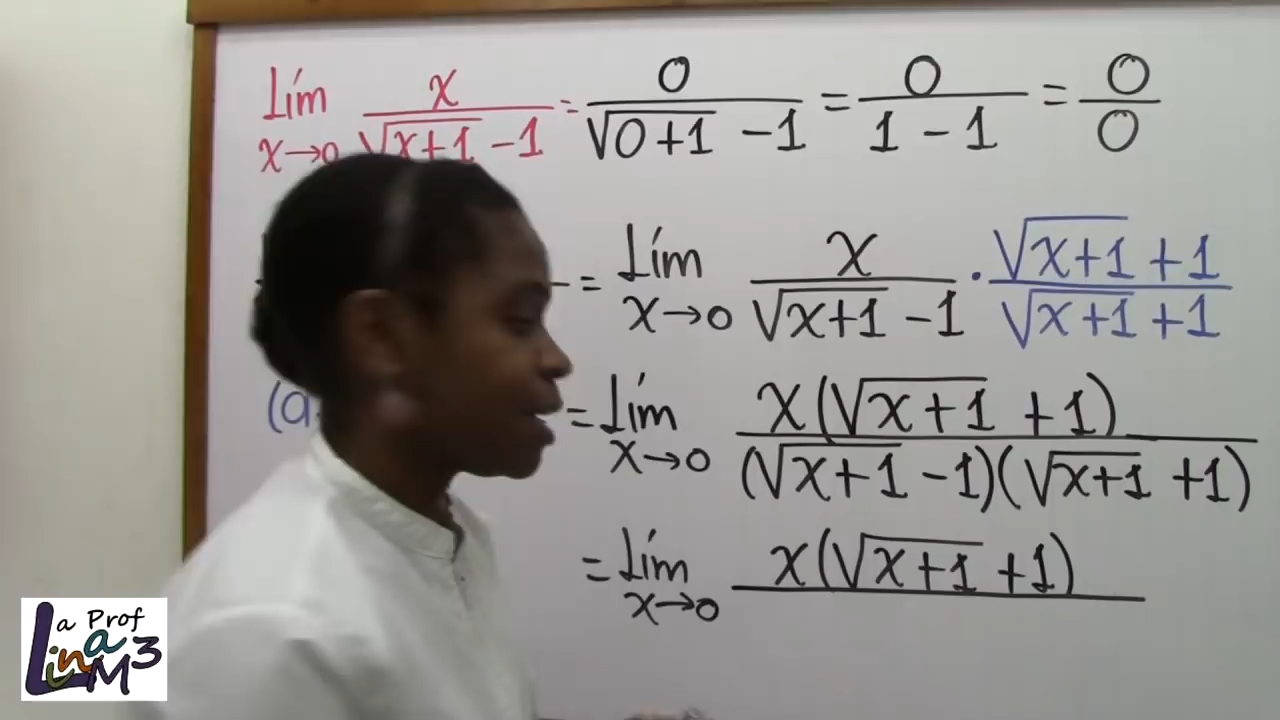 Lím x→0 x/(√(x+1) - 1) = 0/(√(0+1) - 1) = 0/(1 - 1) = 0/0
= Lím x→0 x/(√(x+1) - 1) · (√(x+1) + 1)/(√(x+1) + 1)
(a
= Lím x→0 x(√(x+1) + 1)/((√(x+1) - 1)(√(x+1) + 1))
= Lím x→0 x(√(x+1) + 1)/
La Prof
Lina M3